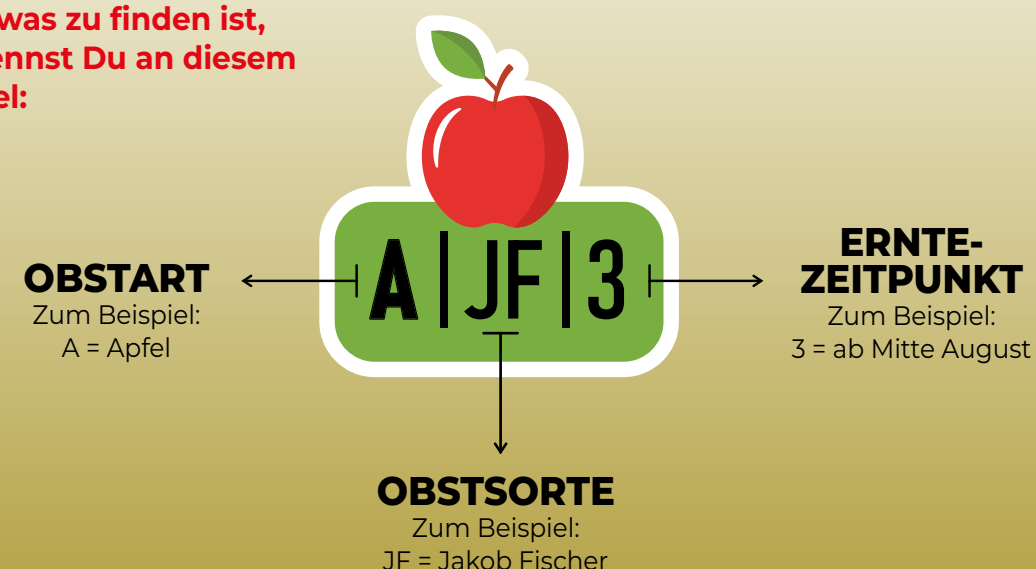 was zu finden ist,
ennst Du an diesem
el:
A|JF|3
OBSTART
Zum Beispiel:
A = Apfel
ERNTE-
ZEITPUNKT
Zum Beispiel:
3 = ab Mitte August
OBSTSORTE
Zum Beispiel:
JF = Jakob Fischer